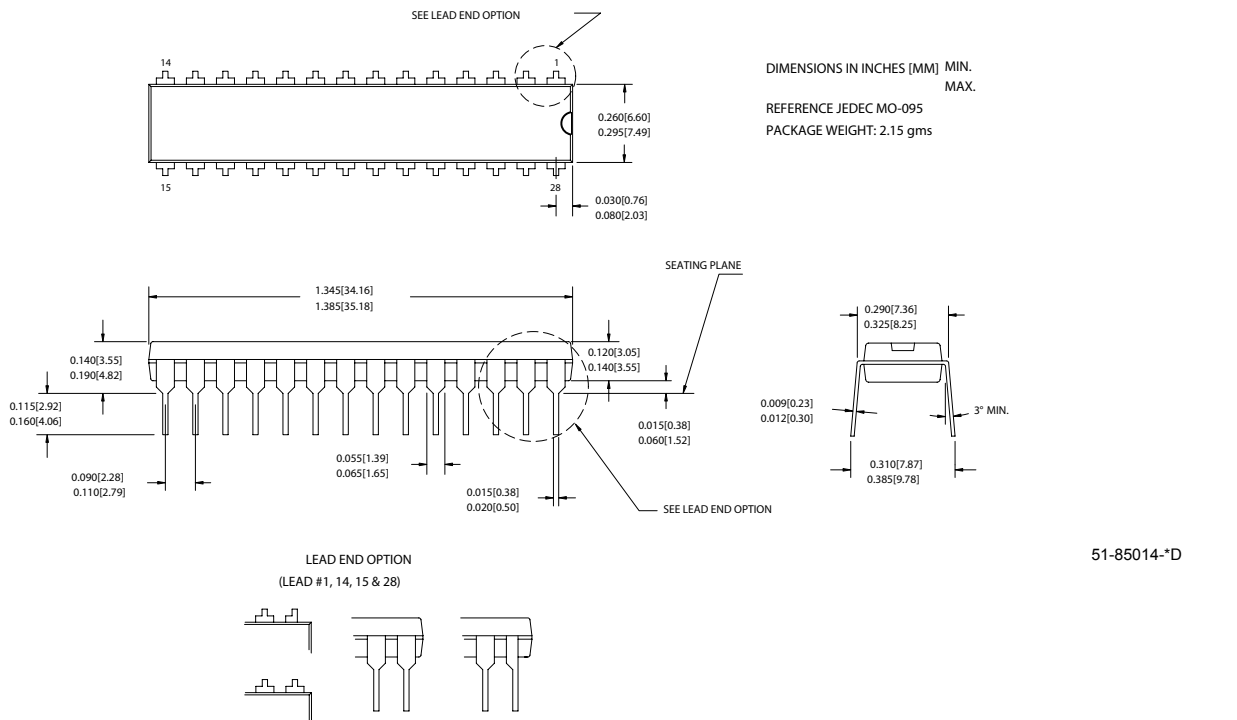 SEE LEAD END OPTION
14
1
DIMENSIONS IN INCHES [MM] MIN.
MAX.
REFERENCE JEDEC MO-095
PACKAGE WEIGHT: 2.15 gms
0.260[6.60]
0.295[7.49]
15
28
0.030[0.76]
0.080[2.03]
SEATING PLANE
1.345[34.16]
1.385[35.18]
0.290[7.36]
0.325[8.25]
0.140[3.55]
0.190[4.82]
0.120[3.05]
0.140[3.55]
0.115[2.92]
0.160[4.06]
0.015[0.38]
0.060[1.52]
0.009[0.23]
0.012[0.30]
3° MIN.
0.055[1.39]
0.065[1.65]
0.090[2.28]
0.110[2.79]
0.015[0.38]
0.020[0.50]
0.310[7.87]
0.385[9.78]
SEE LEAD END OPTION
LEAD END OPTION
(LEAD #1, 14, 15 & 28)
51-85014-*D